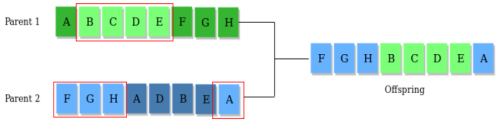 Parent 1 A B C D E F G H
F G H B C D E A
Offspring
Parent 2 F G H A D B E A